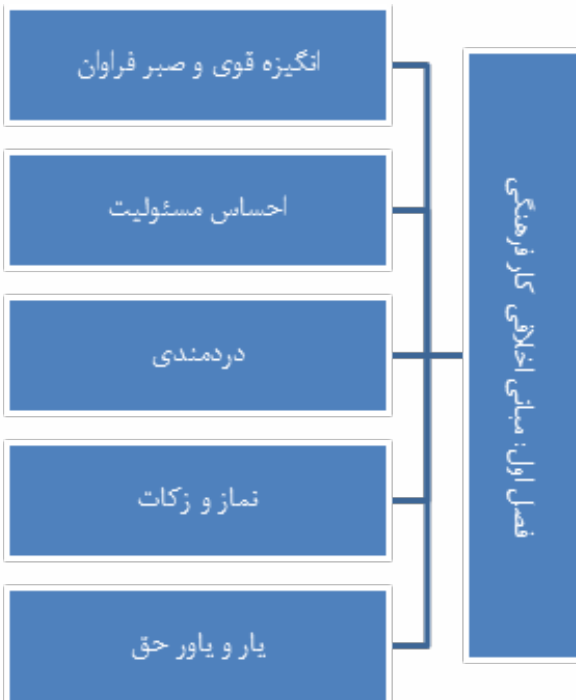 فصل اول: مبانی اخلاقی کار فرهنگی
انگیزه قوی و صبر فراوان
احساس مسئولیت
دردمندی
نماز و زکات
یار و یاور حق